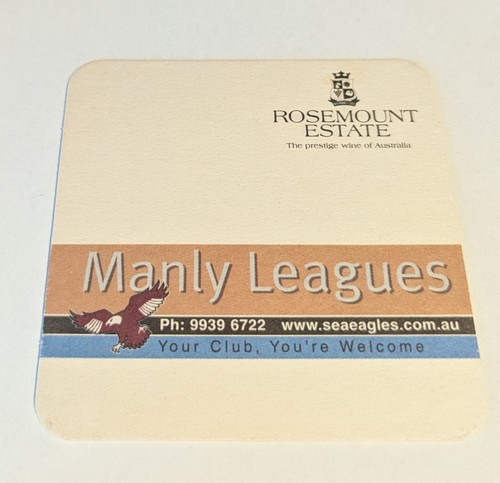 ROSEMOUNT
ESTATE
The prestige wine of Australia
Manly Leagues
Ph: 9939 6722 www.seaeagles.com.au
Your Club, You're Welcome